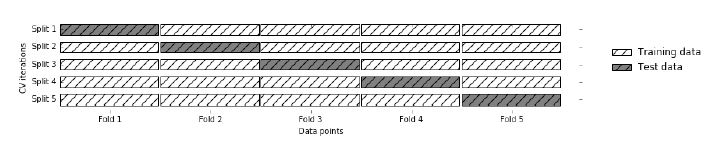 Split 1
Split 2
Split 3
Split 4
Split 5
CV iterations
Fold 1 Fold 2 Fold 3 Fold 4 Fold 5
Data points
Training data
Test data